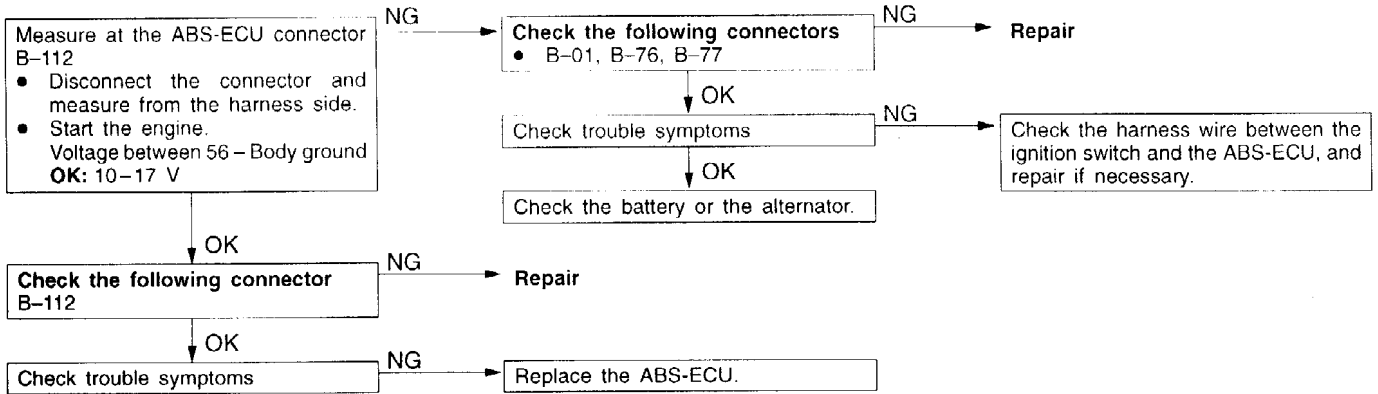 Measure at the ABS-ECU connector
B–112
● Disconnect the connector and
measure from the harness side.
● Start the engine.
Voltage between 56 – Body ground
OK: 10–17 V
NG
Check the following connectors
● B–01, B–76, B–77
NG
Repair
OK
Check trouble symptoms
NG
Check the harness wire between the
ignition switch and the ABS-ECU, and
repair if necessary.
OK
Check the battery or the alternator.
OK
Check the following connector
B–112
NG
Repair
OK
Check trouble symptoms
NG
Replace the ABS-ECU.